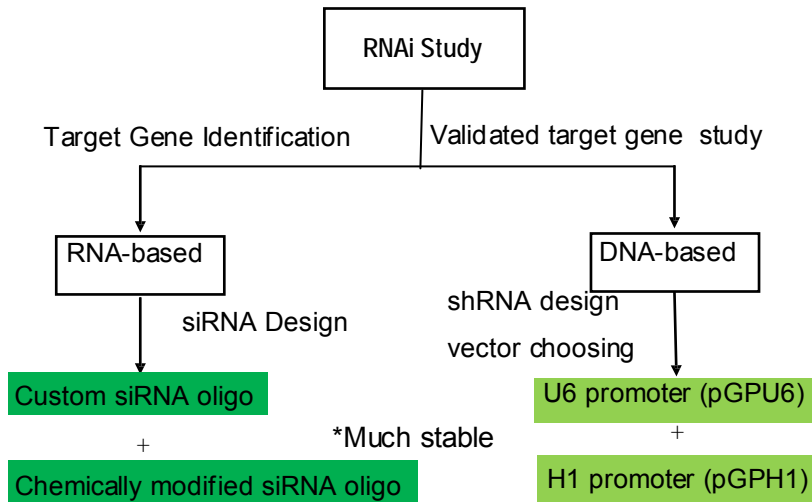 RNAi Study
Target Gene Identification
Validated target gene study
RNA-based
DNA-based
siRNA Design
shRNA design
vector choosing
Custom siRNA oligo
+
Chemically modified siRNA oligo
*Much stable
U6 promoter (pGPU6)
+
H1 promoter (pGPH1)